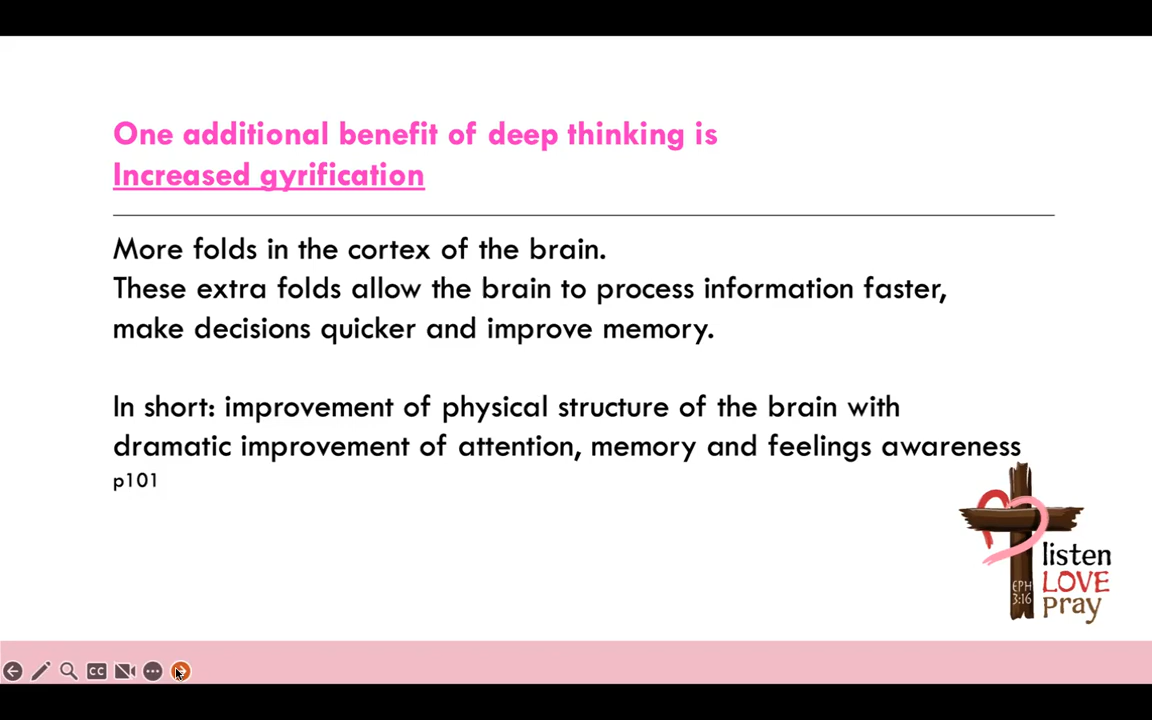 One additional benefit of deep thinking is
Increased gyrification
More folds in the cortex of the brain.
These extra folds allow the brain to process information faster,
make decisions quicker and improve memory.
In short: improvement of physical structure of the brain with
dramatic improvement of attention, memory and feelings awareness
p101
listen
EPH
LOVE
3:16
pray
CC